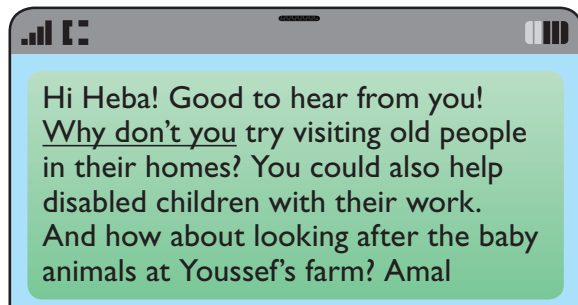 Hi Heba! Good to hear from you!
Why don't you try visiting old people
in their homes? You could also help
disabled children with their work.
And how about looking after the baby
animals at Youssef's farm? Amal